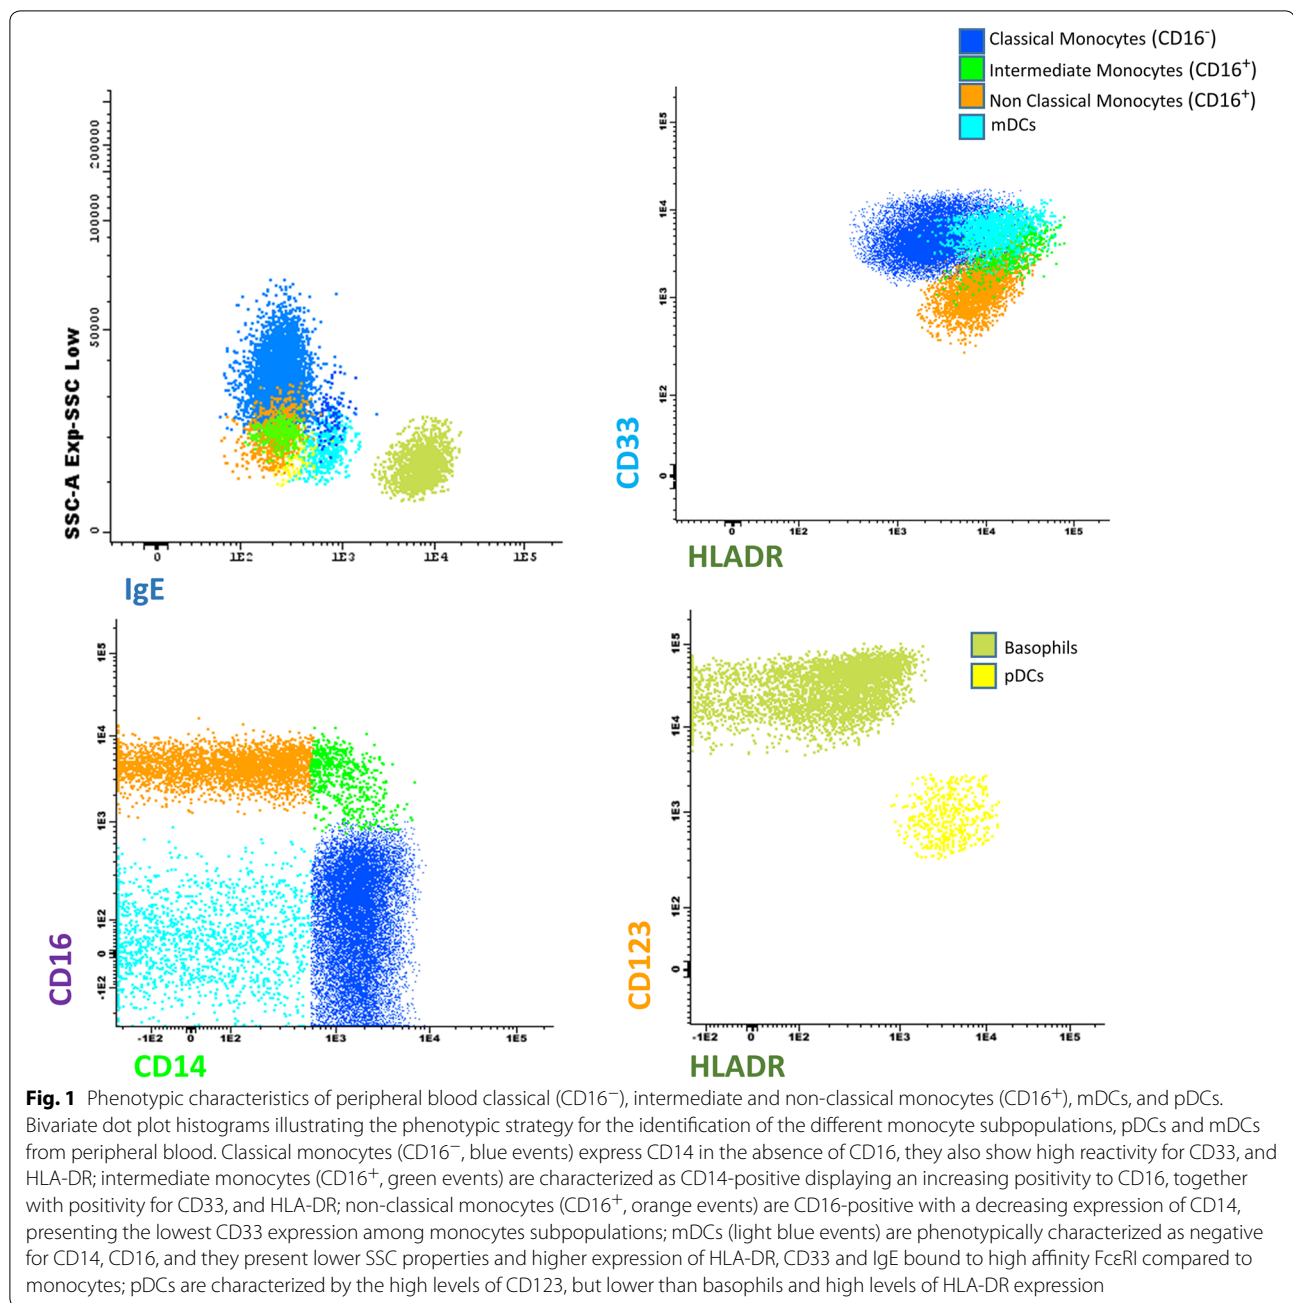 Classical Monocytes (CD16⁻)
Intermediate Monocytes (CD16⁺)
Non Classical Monocytes (CD16⁺)
mDCs
SSC-A Exp-SSC Low
200000
100000
50000
0
0 1E2 1E3 1E4 1E5
IgE
CD33
1E5
1E4
1E3
1E2
0
0 1E2 1E3 1E4 1E5
HLADR
CD16
1E5
1E4
1E3
1E2
0
-1E2
-1E2 0 1E2 1E3 1E4 1E5
CD14
Basophils
pDCs
CD123
1E5
1E4
1E3
1E2
0
-1E2 0 1E2 1E3 1E4 1E5
HLADR
Fig. 1 Phenotypic characteristics of peripheral blood classical (CD16⁻), intermediate and non-classical monocytes (CD16⁺), mDCs, and pDCs.
Bivariate dot plot histograms illustrating the phenotypic strategy for the identification of the different monocyte subpopulations, pDCs and mDCs
from peripheral blood. Classical monocytes (CD16⁻, blue events) express CD14 in the absence of CD16, they also show high reactivity for CD33, and
HLA-DR; intermediate monocytes (CD16⁺, green events) are characterized as CD14-positive displaying an increasing positivity to CD16, together
with positivity for CD33, and HLA-DR; non-classical monocytes (CD16⁺, orange events) are CD16-positive with a decreasing expression of CD14,
presenting the lowest CD33 expression among monocytes subpopulations; mDCs (light blue events) are phenotypically characterized as negative
for CD14, CD16, and they present lower SSC properties and higher expression of HLA-DR, CD33 and IgE bound to high affinity FcεRI compared to
monocytes; pDCs are characterized by the high levels of CD123, but lower than basophils and high levels of HLA-DR expression